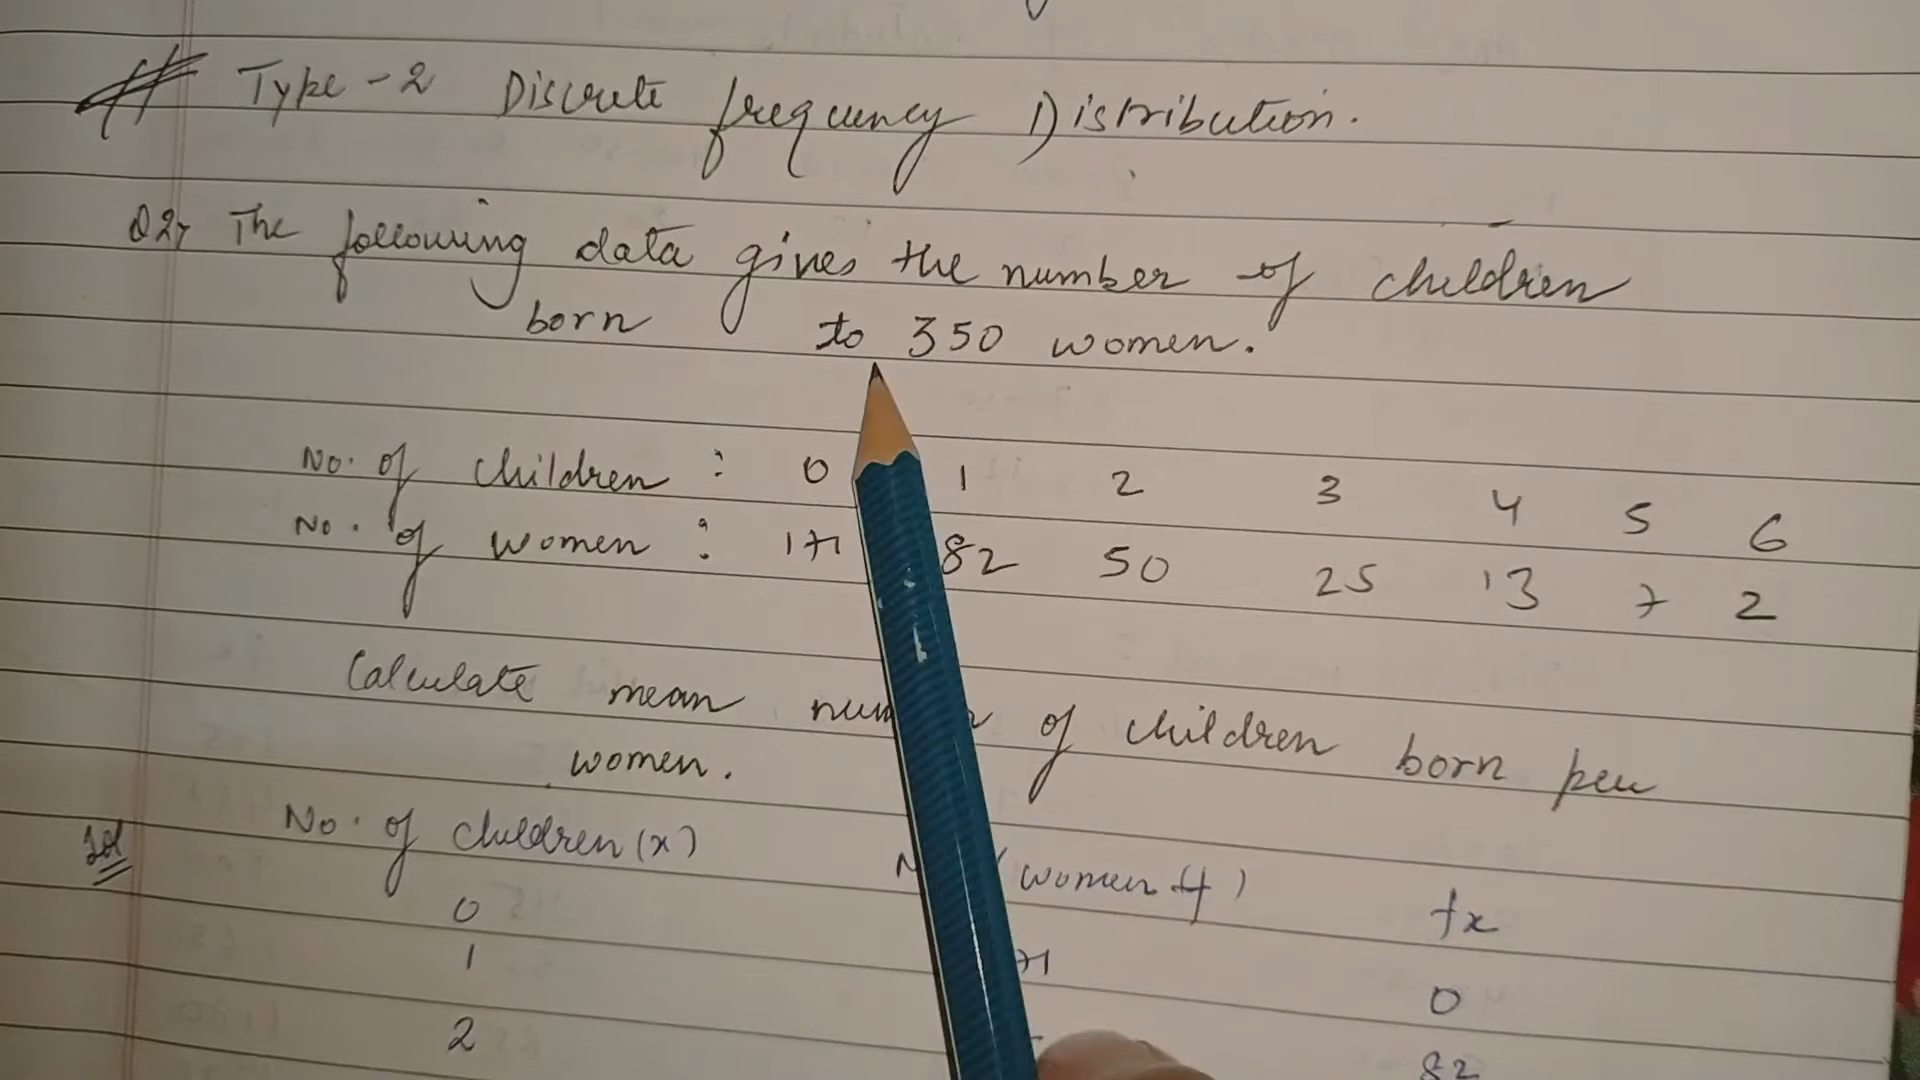 # Type-2 Discrete frequency Distribution.
Q2, The following data gives the number of children
born to 350 women.
No. of children : 0 1 2 3 4 5 6
No. of women : 171 82 50 25 13 7 2
Calculate mean of children born per
women.
Sol No. of children (x) (women f) fx
0 0
1 82
2